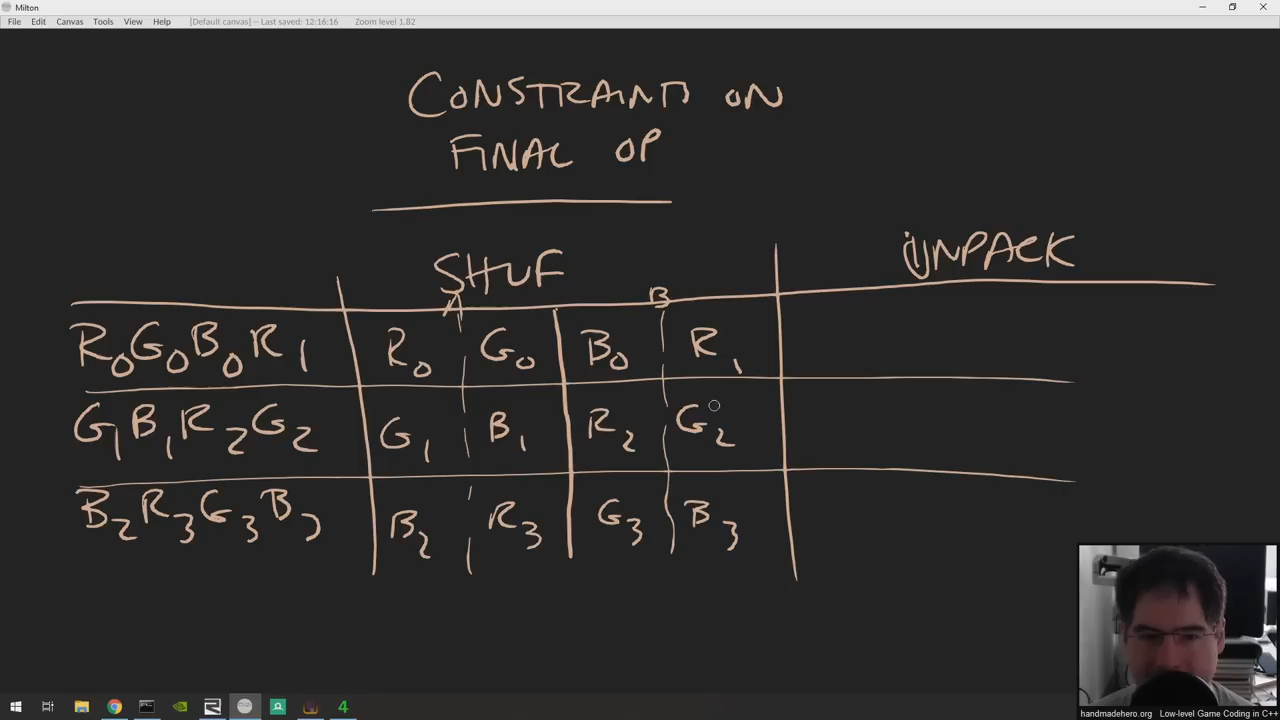 Milton
File Edit Canvas Tools View Help [Default canvas] -- Last saved: 12:16:16 Zoom level 1.82
CONSTRAINTS ON
FINAL OP
SHUF UNPACK
A B
R0G0B0R1 R0 G0 B0 R1
G1B1R2G2 G1 B1 R2 G2
B2R3G3B3 B2 R3 G3 B3
4
handmadehero.org Low-level Game Coding in C++